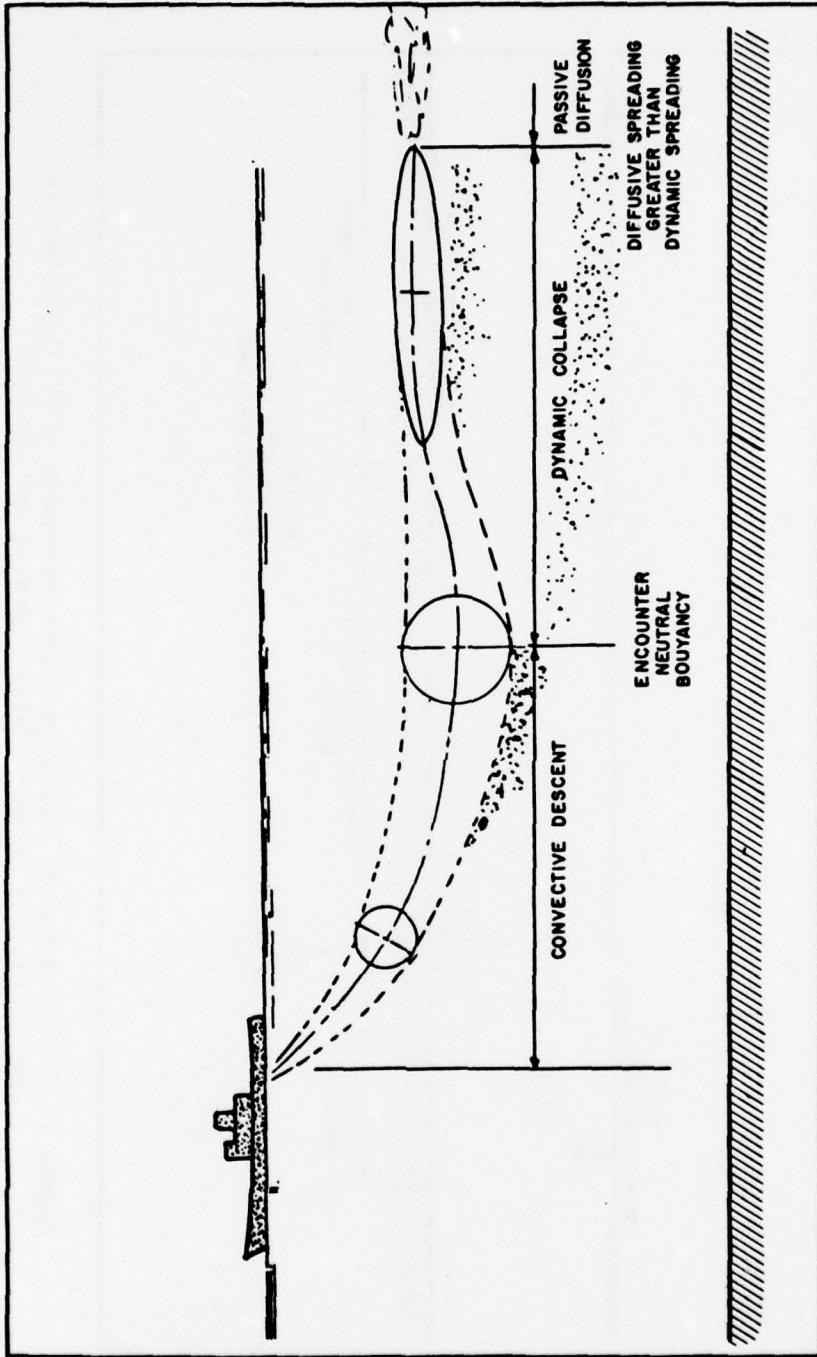 CONVECTIVE DESCENT
DYNAMIC COLLAPSE
PASSIVE
DIFFUSION
ENCOUNTER
NEUTRAL
BOUYANCY
DIFFUSIVE SPREADING
GREATER THAN
DYNAMIC SPREADING